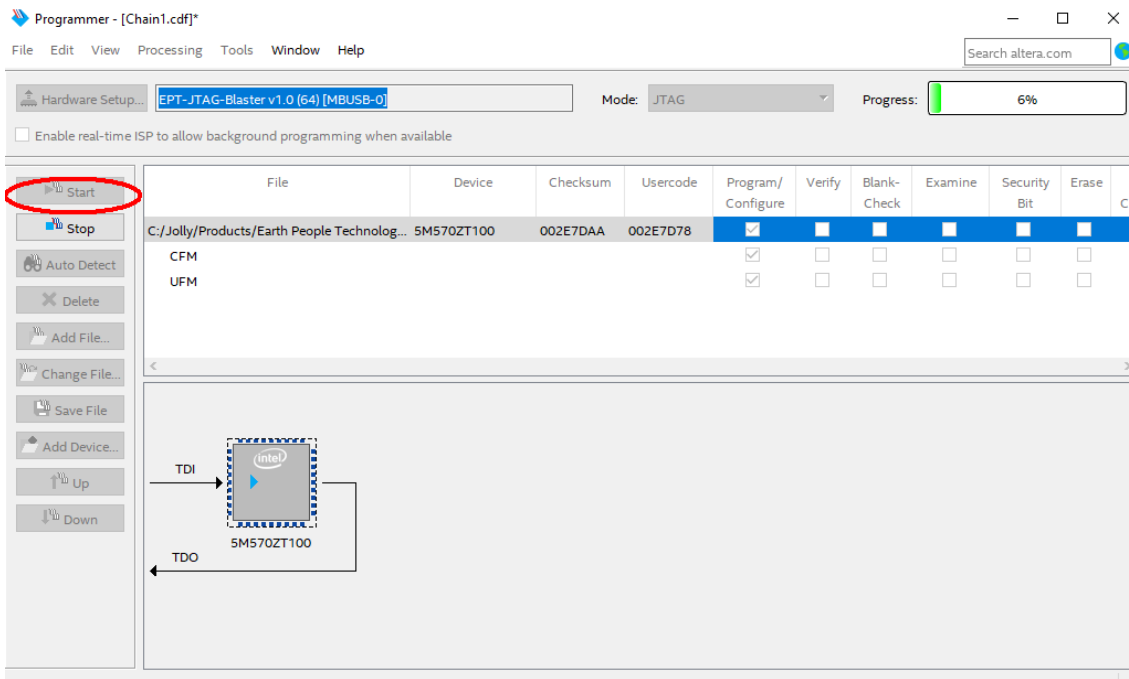 Programmer - [Chain1.cdf]*
File Edit View Processing Tools Window Help
Search altera.com
Hardware Setup... EPT-JTAG-Blaster v1.0 (64) [MBUSB-0] Mode: JTAG Progress: 6%
Enable real-time ISP to allow background programming when available
Start
Stop
Auto Detect
Delete
Add File...
Change File...
Save File
Add Device...
Up
Down
File Device Checksum Usercode Program/ Verify Blank- Examine Security Erase
Configure Check Bit C
C:/Jolly/Products/Earth People Technolog... 5M570ZT100 002E7DAA 002E7D78
CFM
UFM
TDI
intel
5M570ZT100
TDO